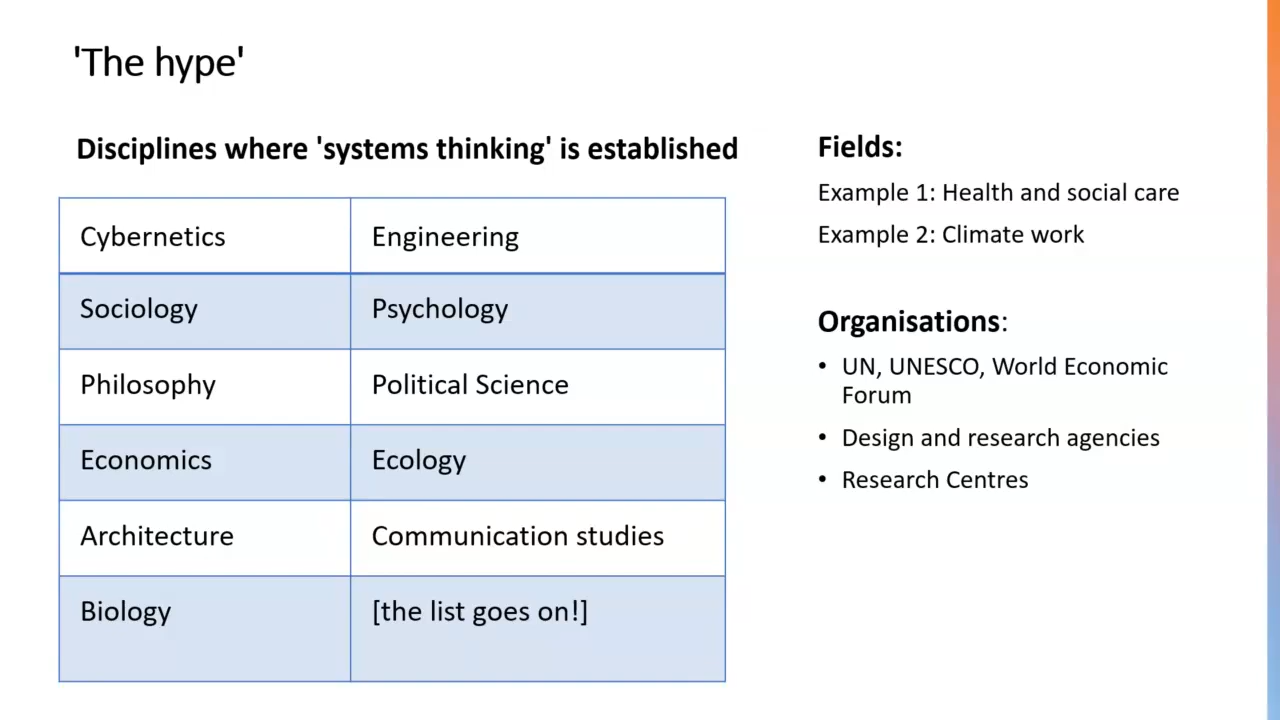 'The hype'
Disciplines where 'systems thinking' is established
Cybernetics
Engineering
Sociology
Psychology
Philosophy
Political Science
Economics
Ecology
Architecture
Communication studies
Biology
[the list goes on!]
Fields:
Example 1: Health and social care
Example 2: Climate work
Organisations:
• UN, UNESCO, World Economic
Forum
• Design and research agencies
• Research Centres